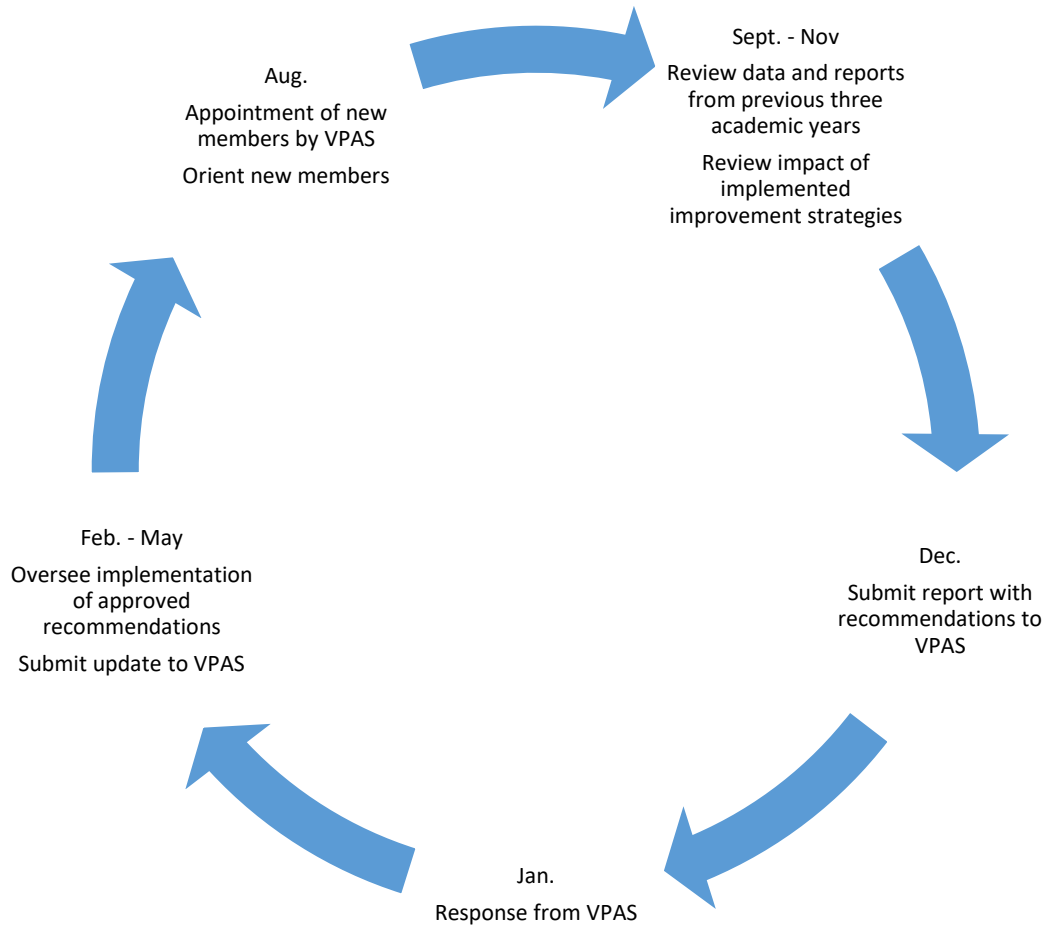 Aug.
Appointment of new
members by VPAS
Orient new members
Sept. - Nov
Review data and reports
from previous three
academic years
Review impact of
implemented
improvement strategies
Dec.
Submit report with
recommendations to
VPAS
Jan.
Response from VPAS
Feb. - May
Oversee implementation
of approved
recommendations
Submit update to VPAS